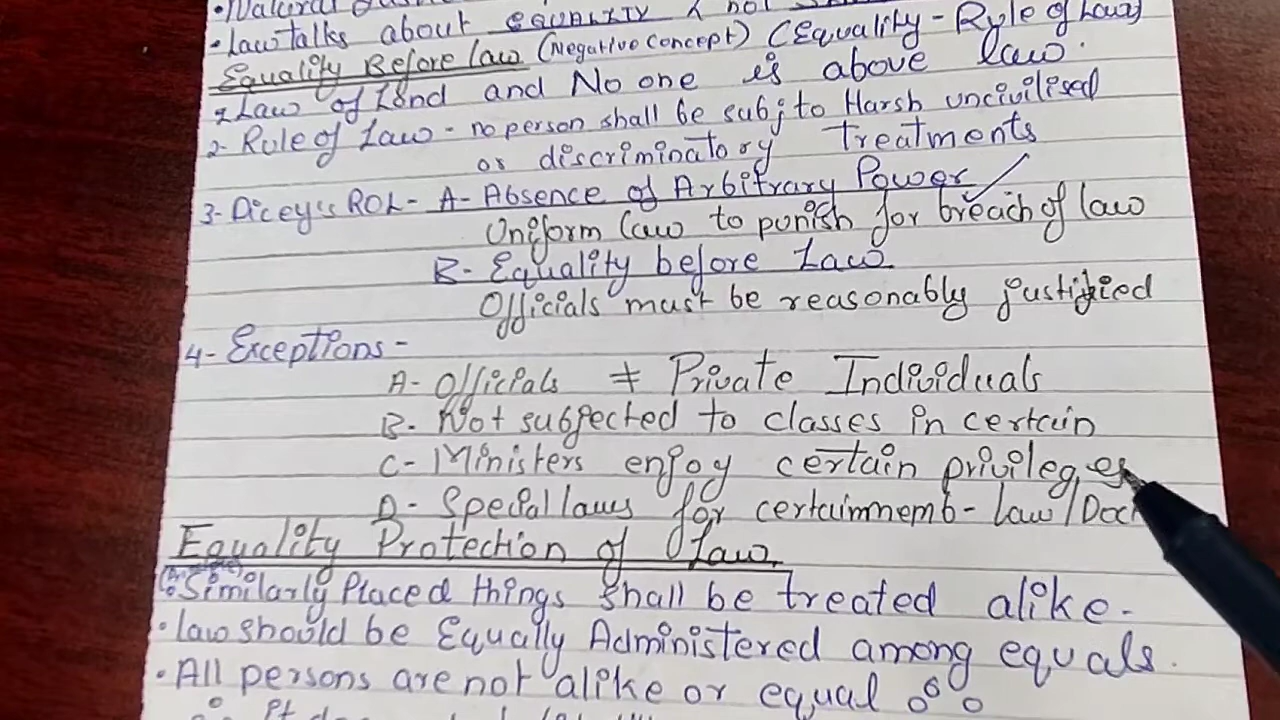 • Natural
• Law talks about EQUALITY & not
Equality Before law (Negative Concept) (Equality - Rule of Law)
1- Law of Land and No one is above law.
2- Rule of Law - no person shall be subj to Harsh uncivilised
or discriminatory treatments
3- Dicey's ROL - A- Absence of Arbitrary Power
Uniform law to punish for breach of law
B- Equality before Law
Officials must be reasonably justified
4- Exceptions -
A- Officials ≠ Private Individuals
B- Not subjected to classes in certain
C- Ministers enjoy certain privileges
D- Special laws for certain memb - law/Doc
Equality Protection of Law.
Similarly Placed things shall be treated alike.
• law should be Equally Administered among equals.
• All persons are not alike or equal